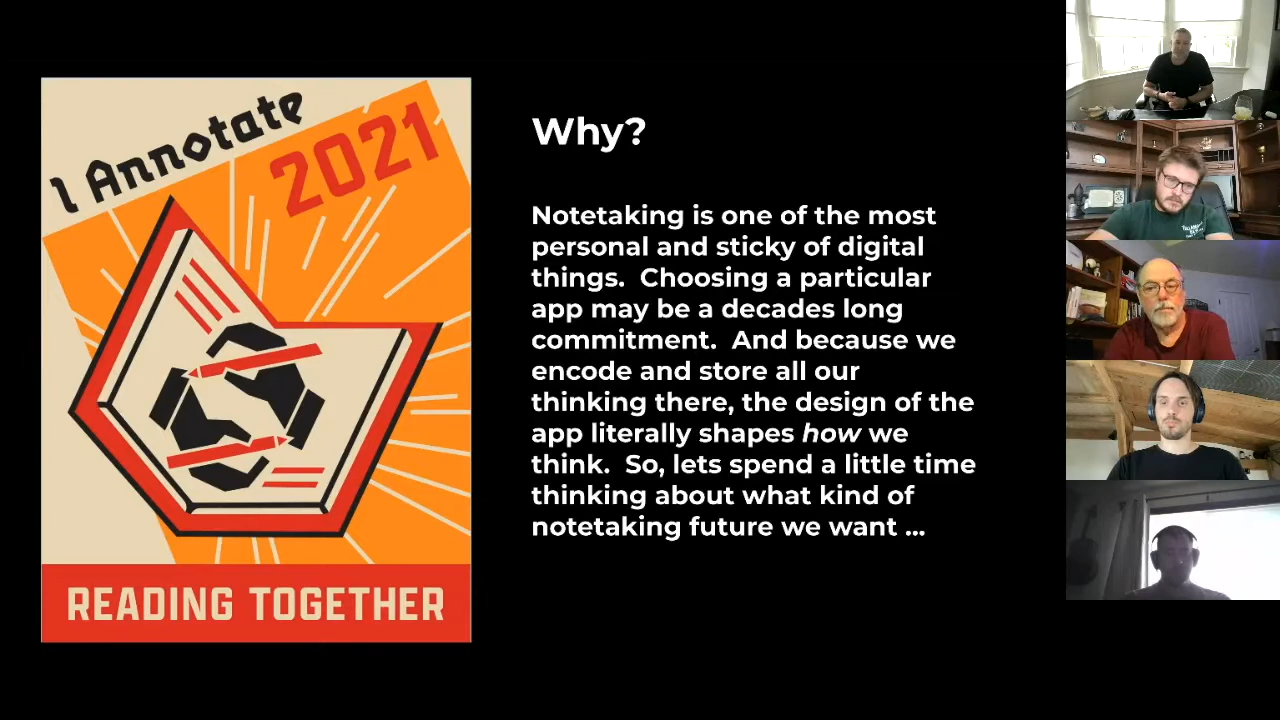 I Annotate
2021
READING TOGETHER
Why?
Notetaking is one of the most
personal and sticky of digital
things.  Choosing a particular
app may be a decades long
commitment.  And because we
encode and store all our
thinking there, the design of the
app literally shapes how we
think.  So, lets spend a little time
thinking about what kind of
notetaking future we want ...